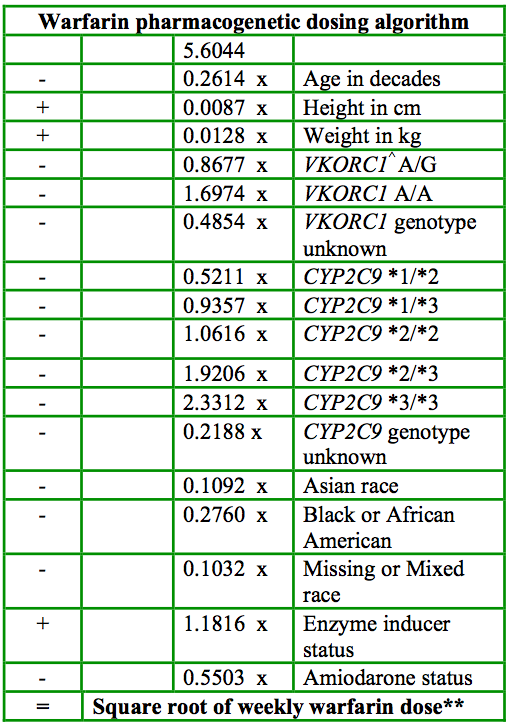 Warfarin pharmacogenetic dosing algorithm
5.6044
- 0.2614 x Age in decades
+ 0.0087 x Height in cm
+ 0.0128 x Weight in kg
- 0.8677 x VKORC1^ A/G
- 1.6974 x VKORC1 A/A
- 0.4854 x VKORC1 genotype
unknown
- 0.5211 x CYP2C9 *1/*2
- 0.9357 x CYP2C9 *1/*3
- 1.0616 x CYP2C9 *2/*2
- 1.9206 x CYP2C9 *2/*3
- 2.3312 x CYP2C9 *3/*3
- 0.2188 x CYP2C9 genotype
unknown
- 0.1092 x Asian race
- 0.2760 x Black or African
American
- 0.1032 x Missing or Mixed
race
+ 1.1816 x Enzyme inducer
status
- 0.5503 x Amiodarone status
= Square root of weekly warfarin dose**